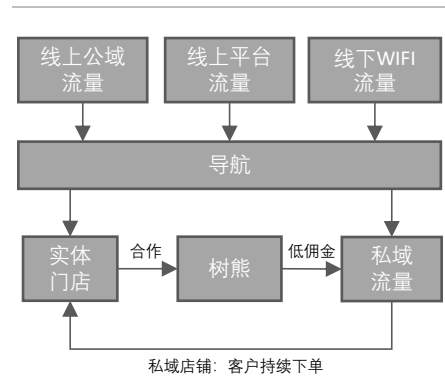 线上公域
流量
线上平台
流量
线下WIFI
流量
导航
实体
门店
合作
树熊
低佣金
私域
流量
私域店铺：客户持续下单